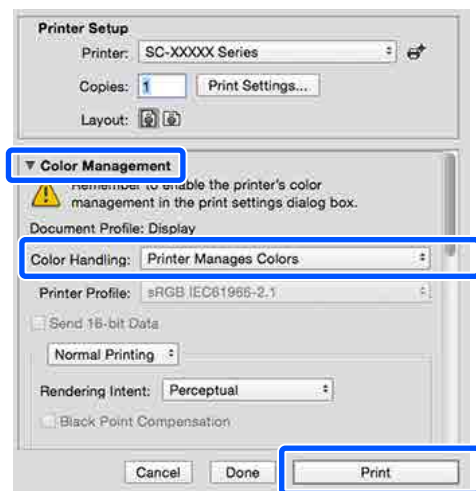 Printer Setup
Printer: SC-XXXXX Series
Copies: 1 Print Settings...
Layout:
▼ Color Management
Remember to enable the printer's color
management in the print settings dialog box.
Document Profile: Display
Color Handling: Printer Manages Colors
Printer Profile: sRGB IEC61966-2.1
Send 16-bit Data
Normal Printing
Rendering Intent: Perceptual
Black Point Compensation
Cancel Done Print